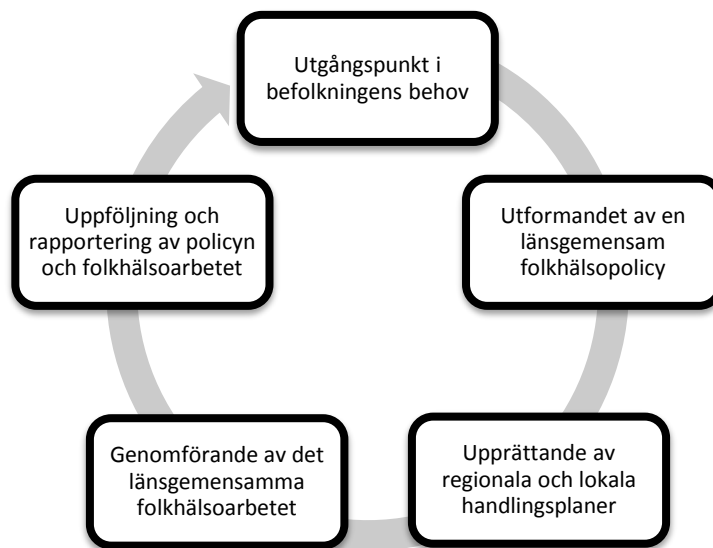 Utgångspunkt i
befolkningens behov
Utformandet av en
länsgemensam
folkhälsopolicy
Upprättande av
regionala och lokala
handlingsplaner
Genomförande av det
länsgemensamma
folkhälsoarbetet
Uppföljning och
rapportering av policyn
och folkhälsoarbetet